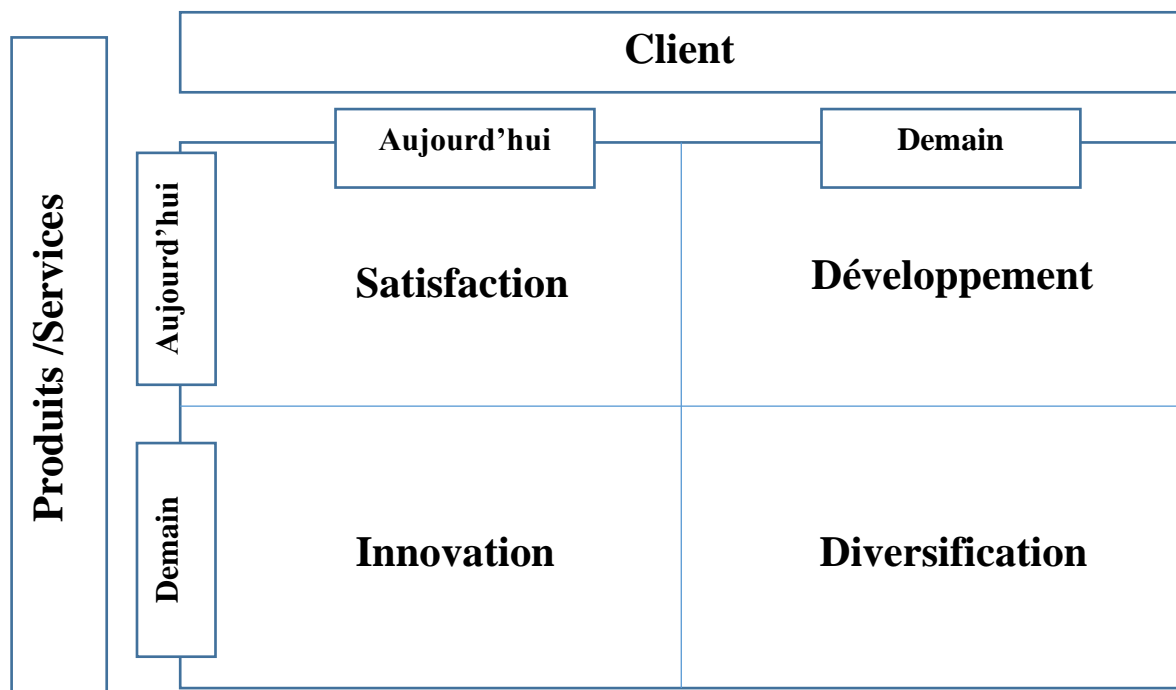 Client
Aujourd’hui
Demain
Produits /Services
Aujourd’hui
Satisfaction
Développement
Demain
Innovation
Diversification